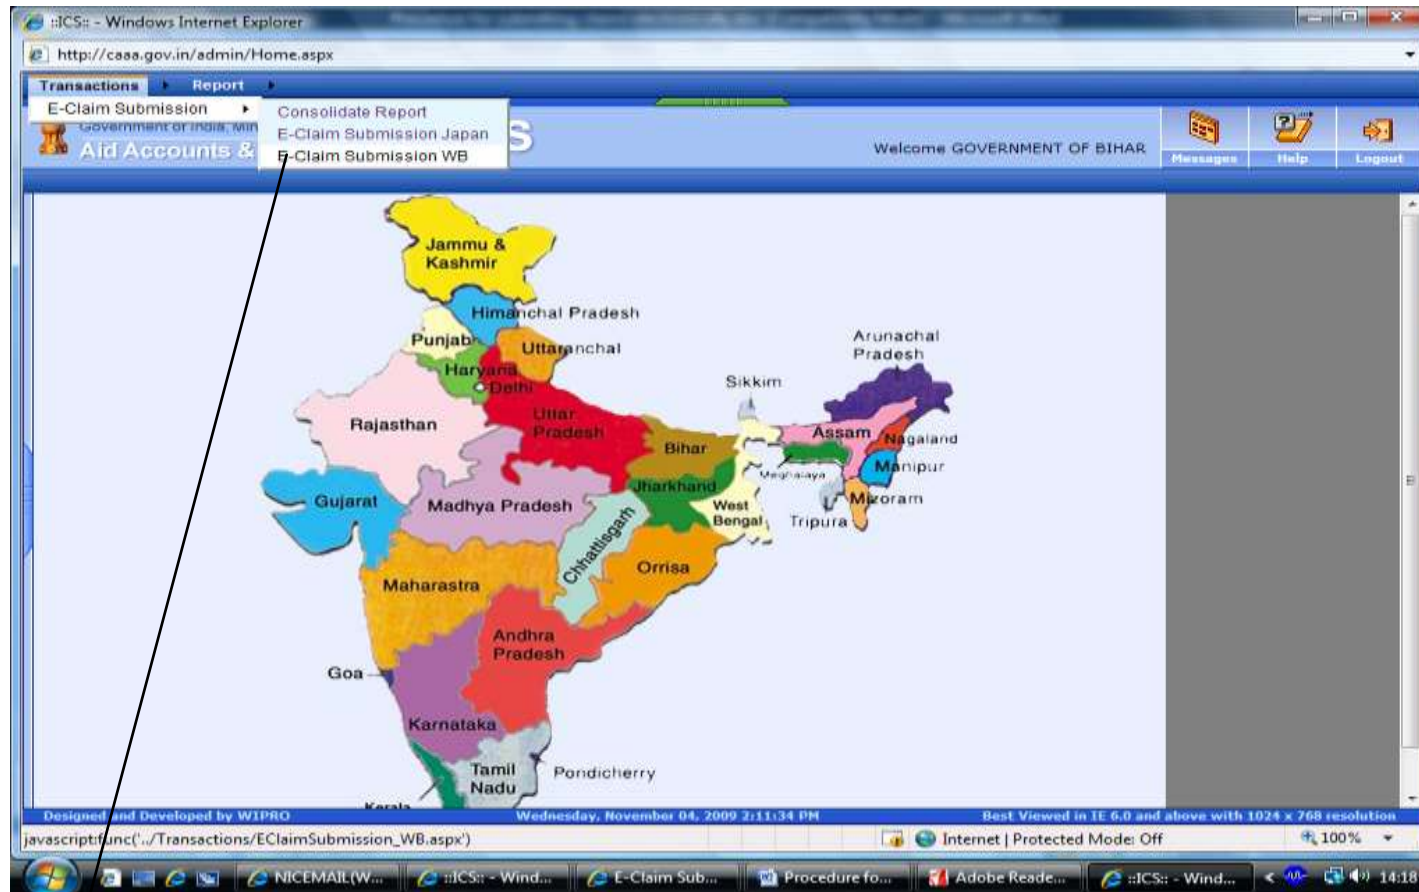 ::ICS:: - Windows Internet Explorer
http://caaa.gov.in/admin/Home.aspx
Transactions Report
E-Claim Submission
Consolidate Report
E-Claim Submission Japan
E-Claim Submission WB
Government of India, Min
Aid Accounts & S
Welcome GOVERNMENT OF BIHAR
Messages Help Logout
Jammu &
Kashmir
Himanchal Pradesh
Punjab
Uttaranchal
Haryana
Delhi
Arunachal
Pradesh
Sikkim
Rajasthan
Uttar
Pradesh
Bihar
Assam
Nagaland
Meghalaya
Manipur
Jharkhand
Gujarat
Madhya Pradesh
West
Bengal
Tripura
Mizoram
Chhattisgarh
Orrisa
Maharastra
Andhra
Pradesh
Goa
Karnataka
Tamil
Nadu
Pondicherry
Kerala
Designed and Developed by WIPRO
Wednesday, November 04, 2009 2:11:34 PM
Best Viewed in IE 6.0 and above with 1024 x 768 resolution
javascript:func('../Transactions/EClaimSubmission_WB.aspx')
Internet | Protected Mode: Off
100%
NICEMAIL(W...
::ICS:: - Wind...
E-Claim Sub...
Procedure fo...
Adobe Reade...
::ICS:: - Wind...
14:18